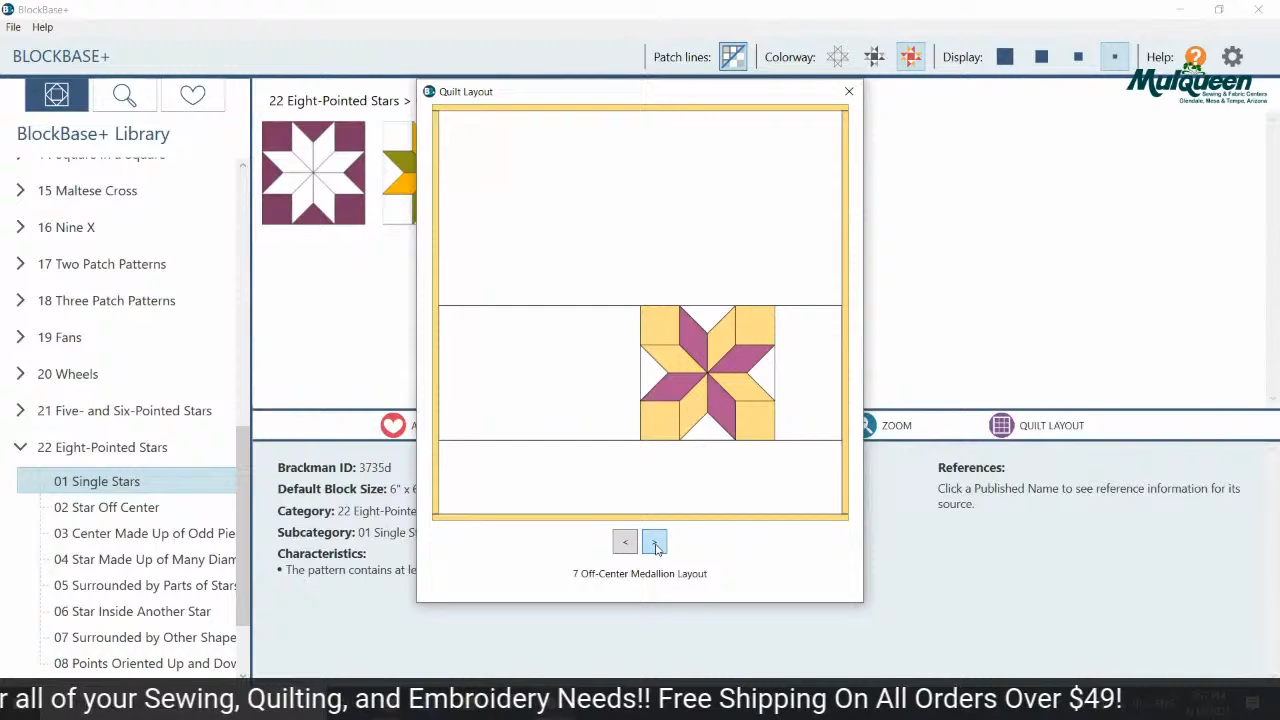 BlockBase+
File Help
BLOCKBASE+
Patch lines:
Colorway:
Display:
Help:
MulQueen
Sewing & Fabric Centers
Glendale, Mesa & Tempe, Arizona
BlockBase+ Library
15 Maltese Cross
16 Nine X
17 Two Patch Patterns
18 Three Patch Patterns
19 Fans
20 Wheels
21 Five- and Six-Pointed Stars
22 Eight-Pointed Stars
01 Single Stars
02 Star Off Center
03 Center Made Up of Odd Pie
04 Star Made Up of Many Diam
05 Surrounded by Parts of Stars
06 Star Inside Another Star
07 Surrounded by Other Shape
08 Points Oriented Up and Dow
22 Eight-Pointed Stars >
Quilt Layout
< >
7 Off-Center Medallion Layout
ZOOM
QUILT LAYOUT
Brackman ID: 3735d
Default Block Size: 6" x 6
Category: 22 Eight-Pointed
Subcategory: 01 Single St
Characteristics:
• The pattern contains at le
References:
Click a Published Name to see reference information for its
source.
r all of your Sewing, Quilting, and Embroidery Needs!! Free Shipping On All Orders Over $49!